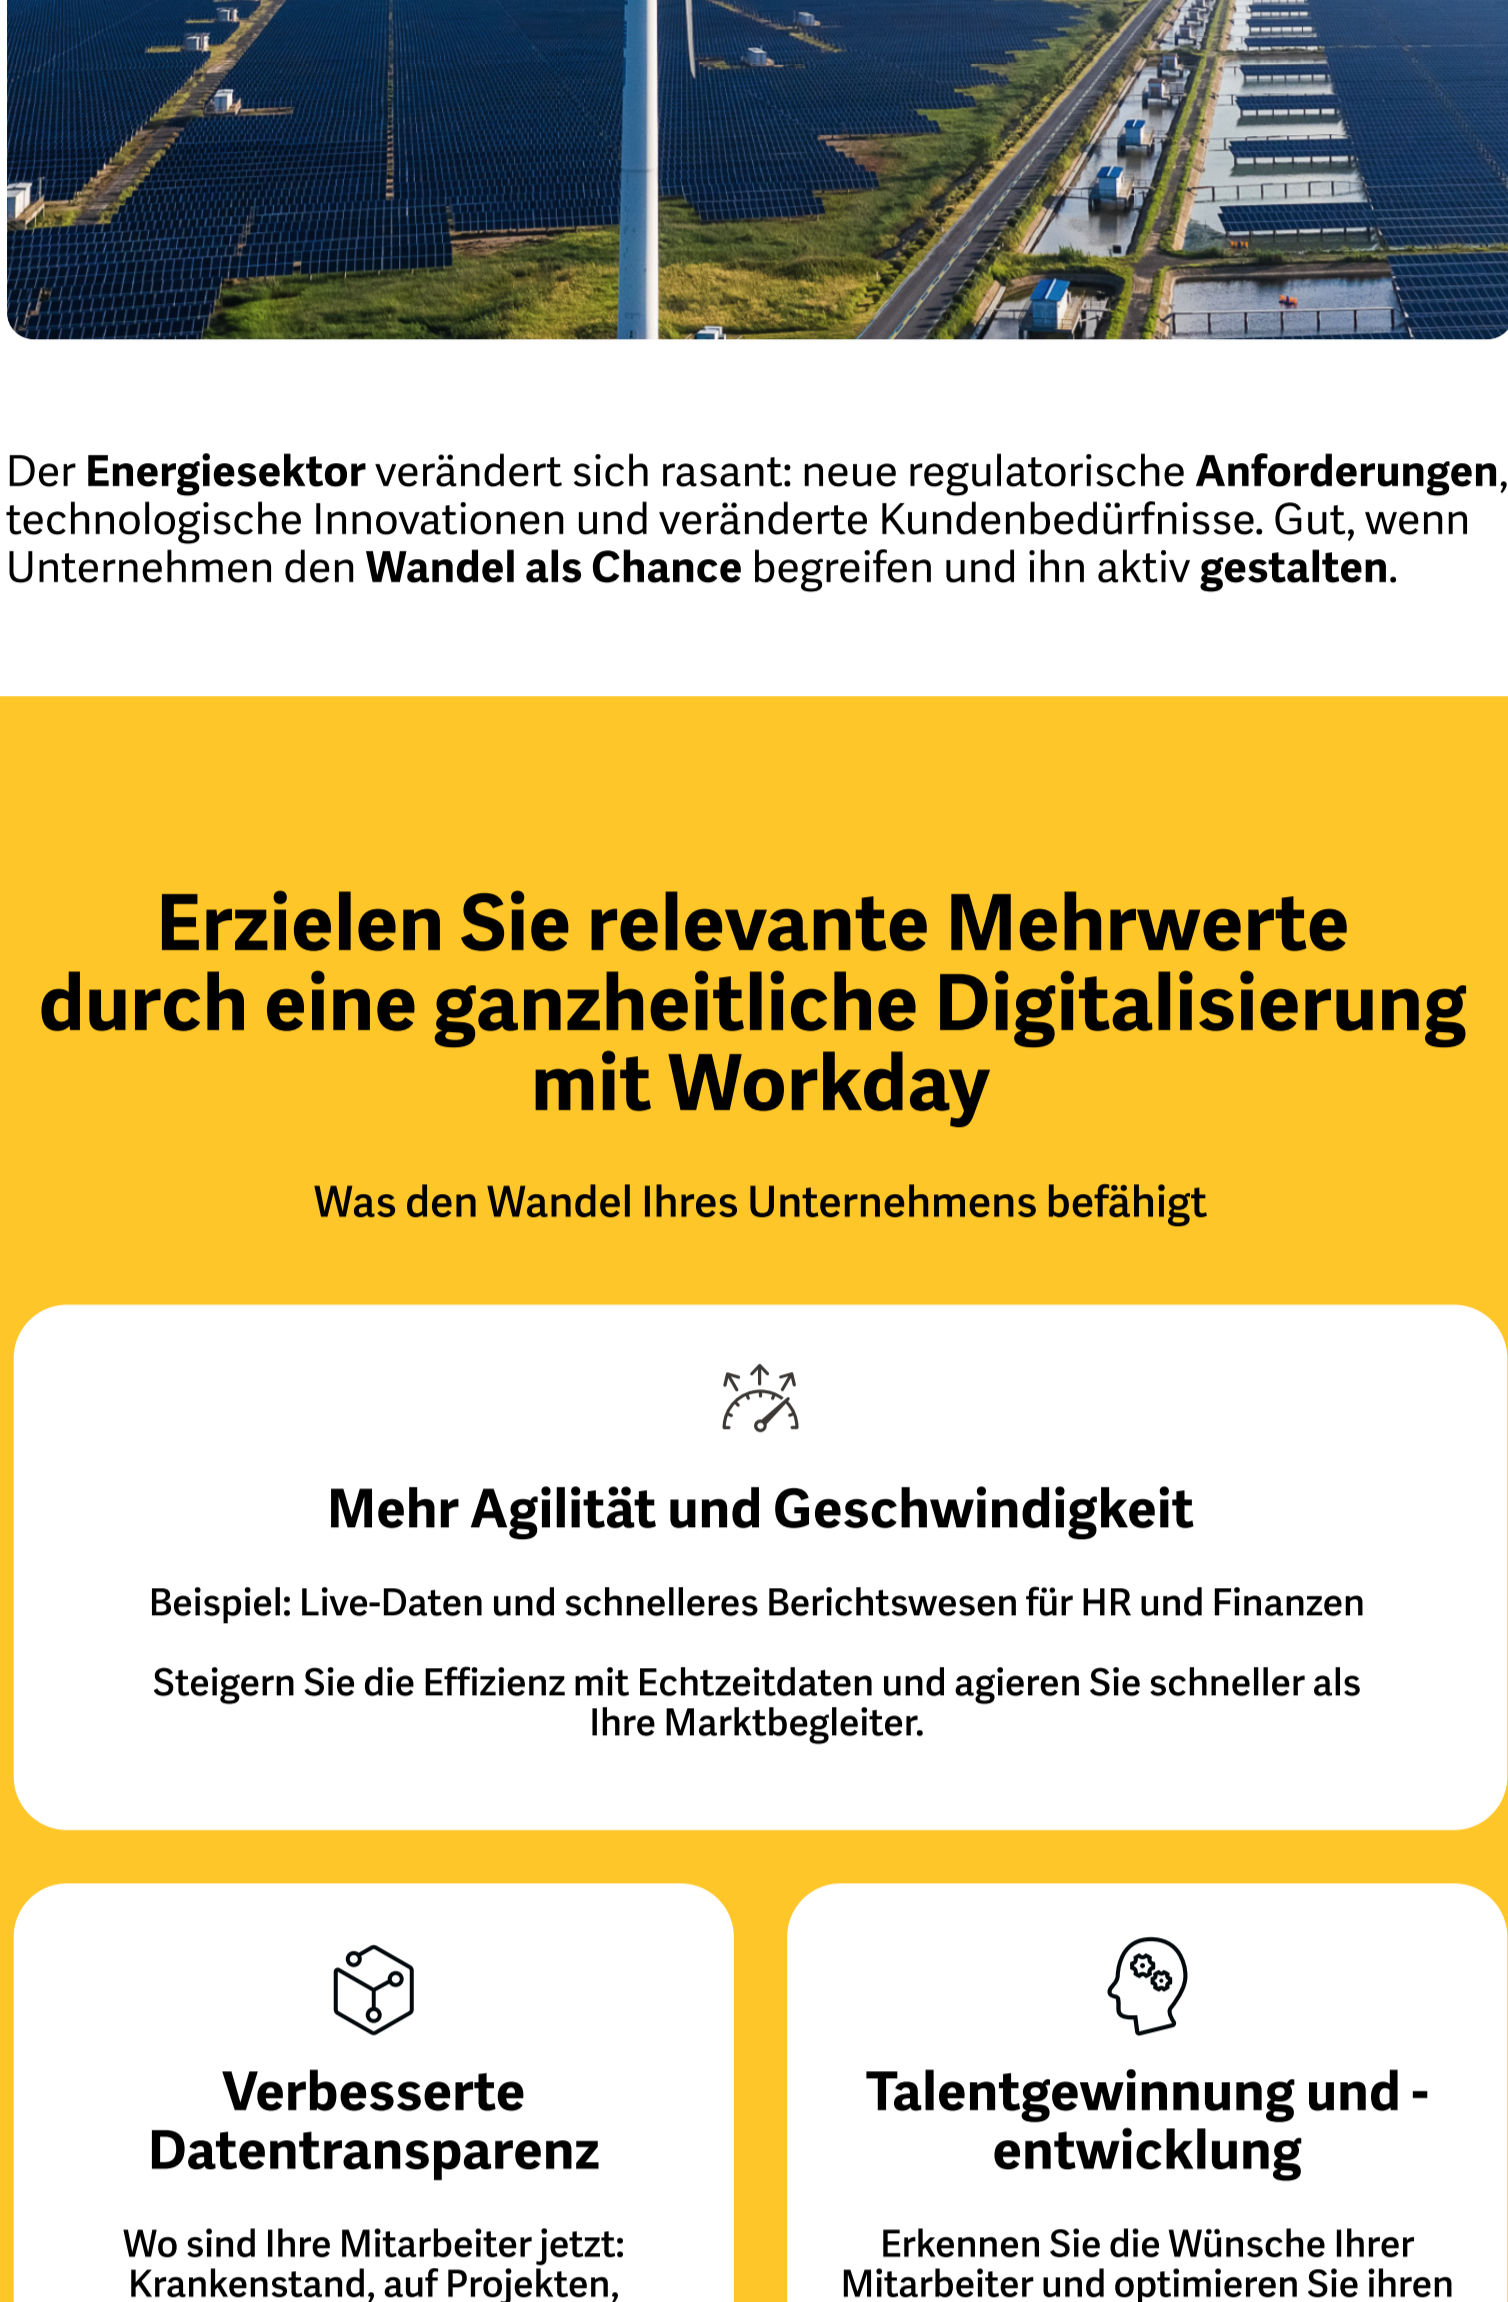 Der Energiesektor verändert sich rasant: neue regulatorische Anforderungen,
technologische Innovationen und veränderte Kundenbedürfnisse. Gut, wenn
Unternehmen den Wandel als Chance begreifen und ihn aktiv gestalten.
Erzielen Sie relevante Mehrwerte
durch eine ganzheitliche Digitalisierung
mit Workday
Was den Wandel Ihres Unternehmens befähigt
Mehr Agilität und Geschwindigkeit
Beispiel: Live-Daten und schnelleres Berichtswesen für HR und Finanzen
Steigern Sie die Effizienz mit Echtzeitdaten und agieren Sie schneller als
Ihre Marktbegleiter.
Verbesserte
Datentransparenz
Wo sind Ihre Mitarbeiter jetzt:
Krankenstand, auf Projekten,
Talentgewinnung und -
entwicklung
Erkennen Sie die Wünsche Ihrer
Mitarbeiter und optimieren Sie ihren